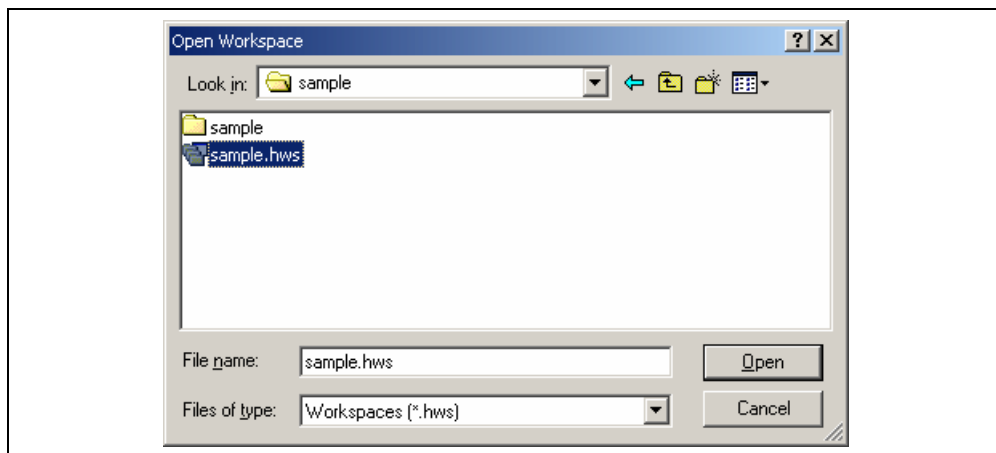 Open Workspace
Look in: sample
sample
sample.hws
File name: sample.hws
Open
Files of type: Workspaces (*.hws)
Cancel